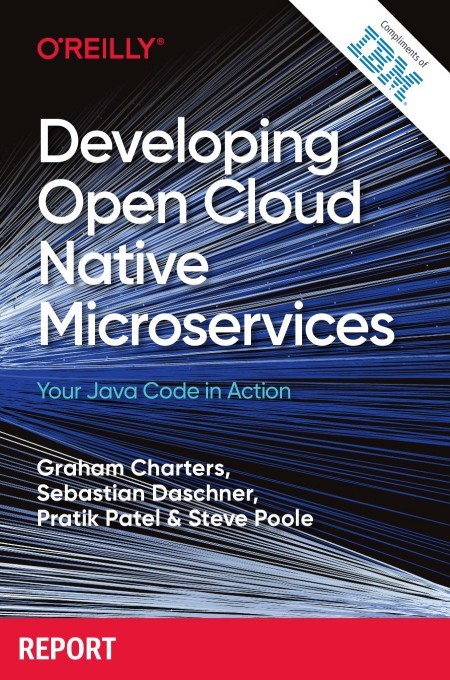 O'REILLY®
Compliments of
IBM®
Developing
Open Cloud
Native
Microservices
Your Java Code in Action
Graham Charters,
Sebastian Daschner,
Pratik Patel & Steve Poole
REPORT